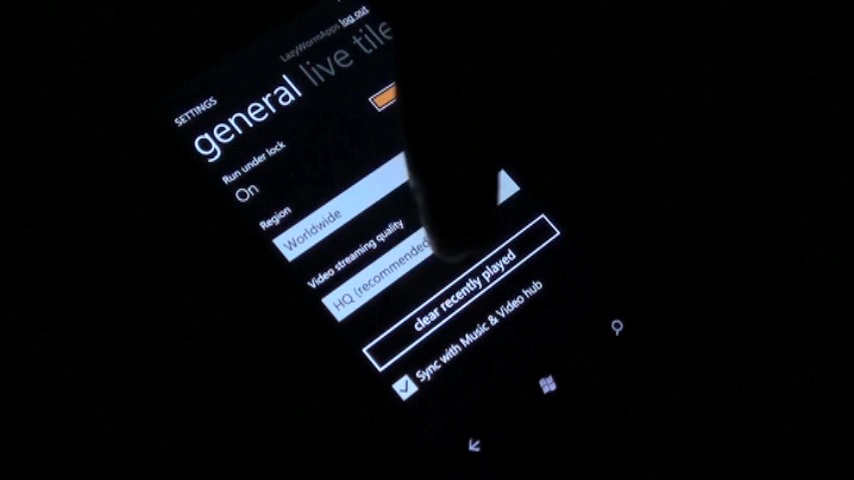 LazyWormApps log out
SETTINGS
general live tile
Run under lock
On
Region
Worldwide
Video streaming quality
HQ (recommended
clear recently played
Sync with Music & Video hub